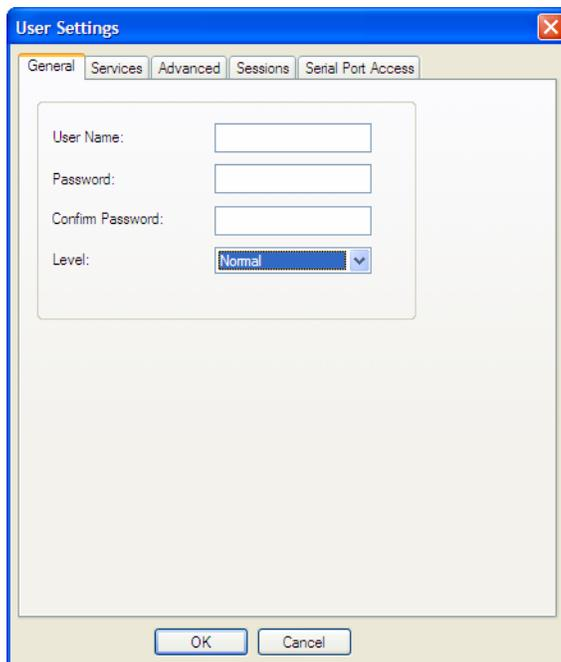 User Settings
General Services Advanced Sessions Serial Port Access
User Name:
Password:
Confirm Password:
Level: Normal
OK Cancel